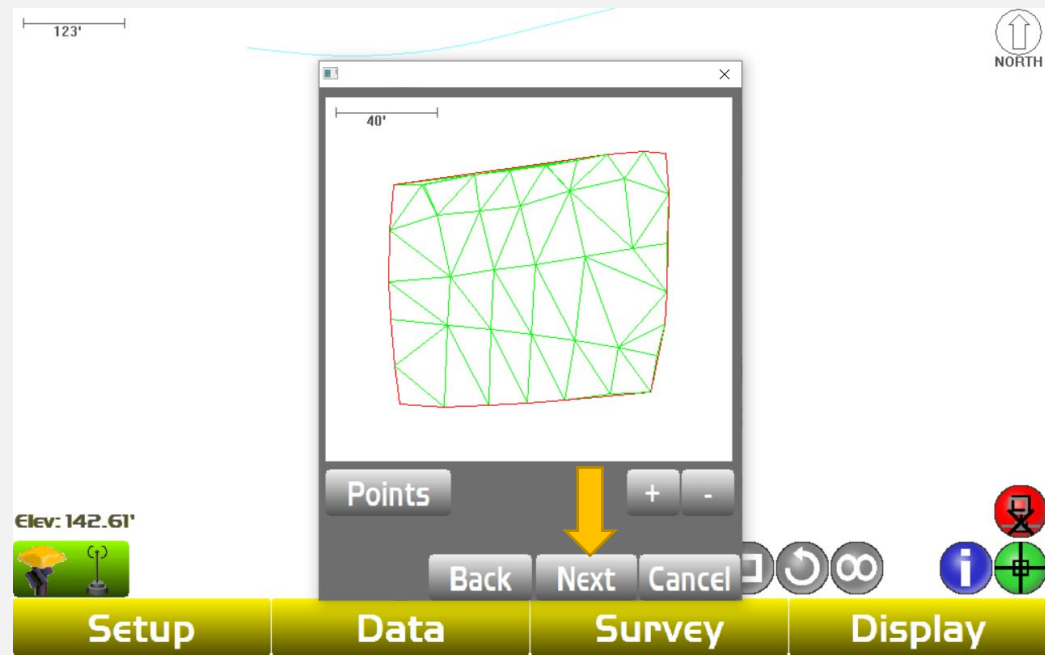 123'
NORTH
40'
Points
+ -
Elev: 142.61'
Back Next Cancel
Setup Data Survey Display